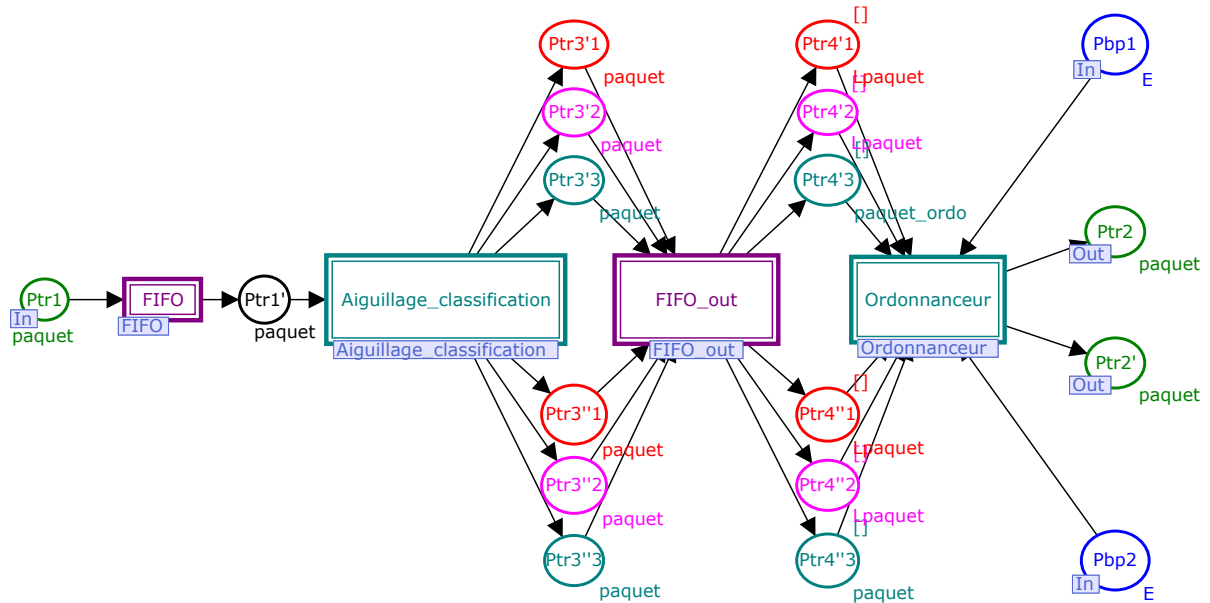 Ptr1
In
paquet
FIFO
FIFO
Ptr1'
paquet
Aiguillage_classification
Aiguillage_classification
Ptr3'1
paquet
Ptr3'2
paquet
Ptr3'3
paquet
Ptr3''1
paquet
Ptr3''2
paquet
Ptr3''3
paquet
FIFO_out
FIFO_out
[]
Ptr4'1
Lpaquet
[]
Ptr4'2
Lpaquet
[]
Ptr4'3
paquet_ordo
[]
Ptr4''1
Lpaquet
[]
Ptr4''2
Lpaquet
[]
Ptr4''3
paquet
Ordonnanceur
Ordonnanceur
Pbp1
In
E
Ptr2
Out
paquet
Ptr2'
Out
paquet
Pbp2
In
E